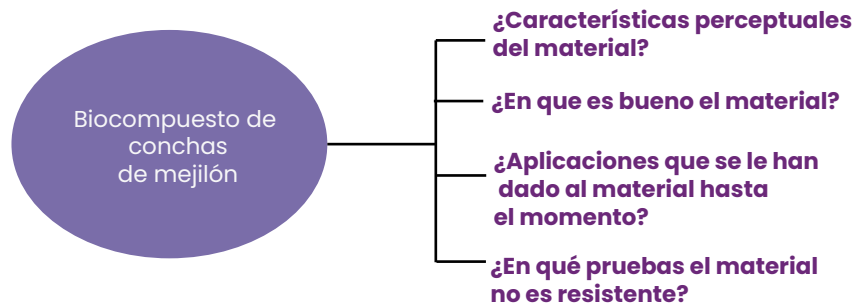 Biocompuesto de
conchas
de mejilón
¿Características perceptuales
del material?
¿En que es bueno el material?
¿Aplicaciones que se le han
dado al material hasta
el momento?
¿En qué pruebas el material
no es resistente?